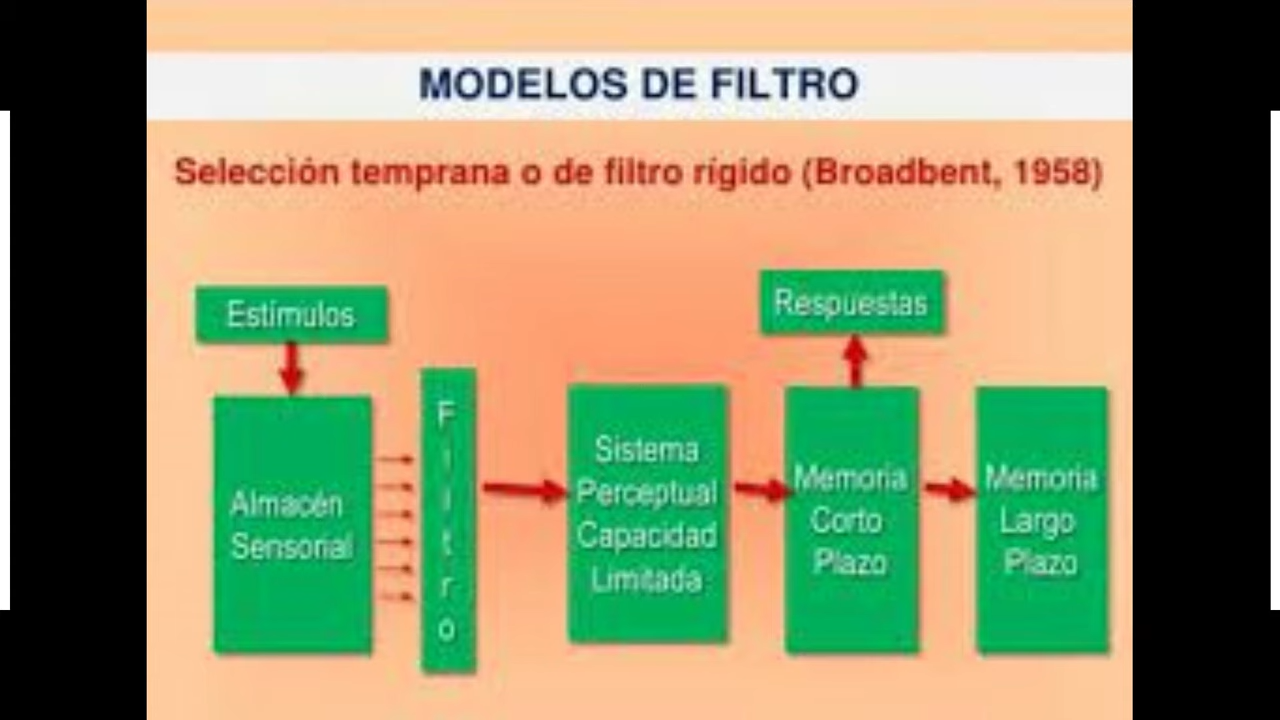 MODELOS DE FILTRO
Selección temprana o de filtro rígido (Broadbent, 1958)
Estímulos
Almacén
Sensorial
Filtro
Sistema
Perceptual
Capacidad
Limitada
Respuestas
Memoria
Corto
Plazo
Memoria
Largo
Plazo